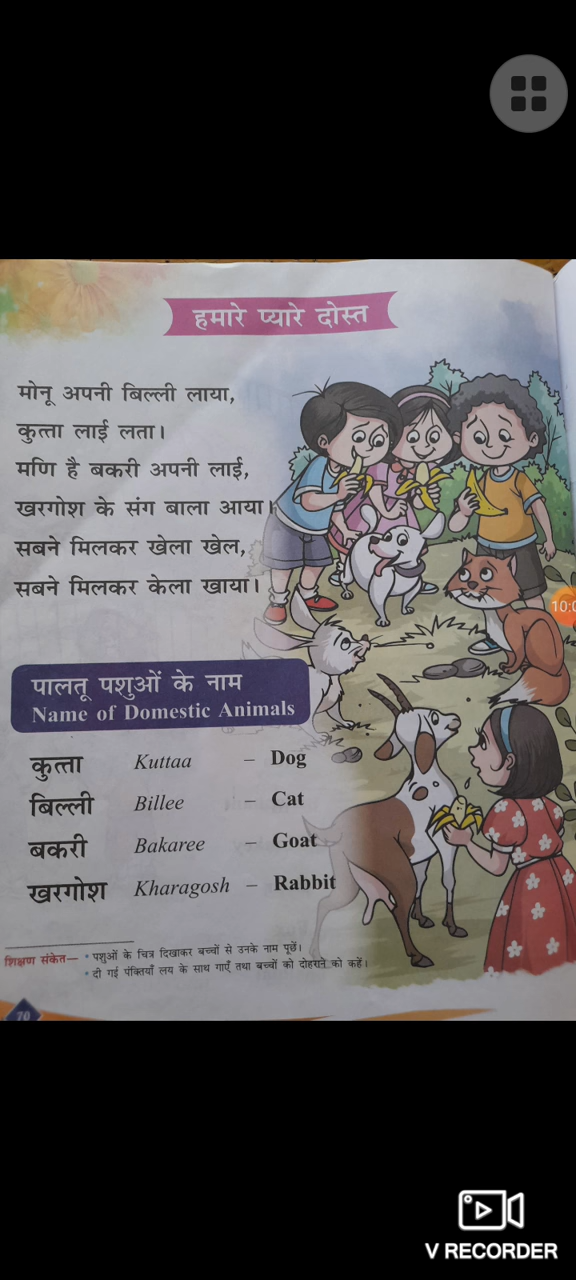 हमारे प्यारे दोस्त
मोनू अपनी बिल्ली लाया,
कुत्ता लाई लता।
मणि है बकरी अपनी लाई,
खरगोश के संग बाला आया।
सबने मिलकर खेला खेल,
सबने मिलकर केला खाया।
पालतू पशुओं के नाम
Name of Domestic Animals
कुत्ता Kuttaa – Dog
बिल्ली Billee – Cat
बकरी Bakaree – Goat
खरगोश Kharagosh – Rabbit
शिक्षण संकेत— • पशुओं के चित्र दिखाकर बच्चों से उनके नाम पूछें।
• दी गई पंक्तियाँ लय के साथ गाएँ तथा बच्चों को दोहराने को कहें।
70
V RECORDER